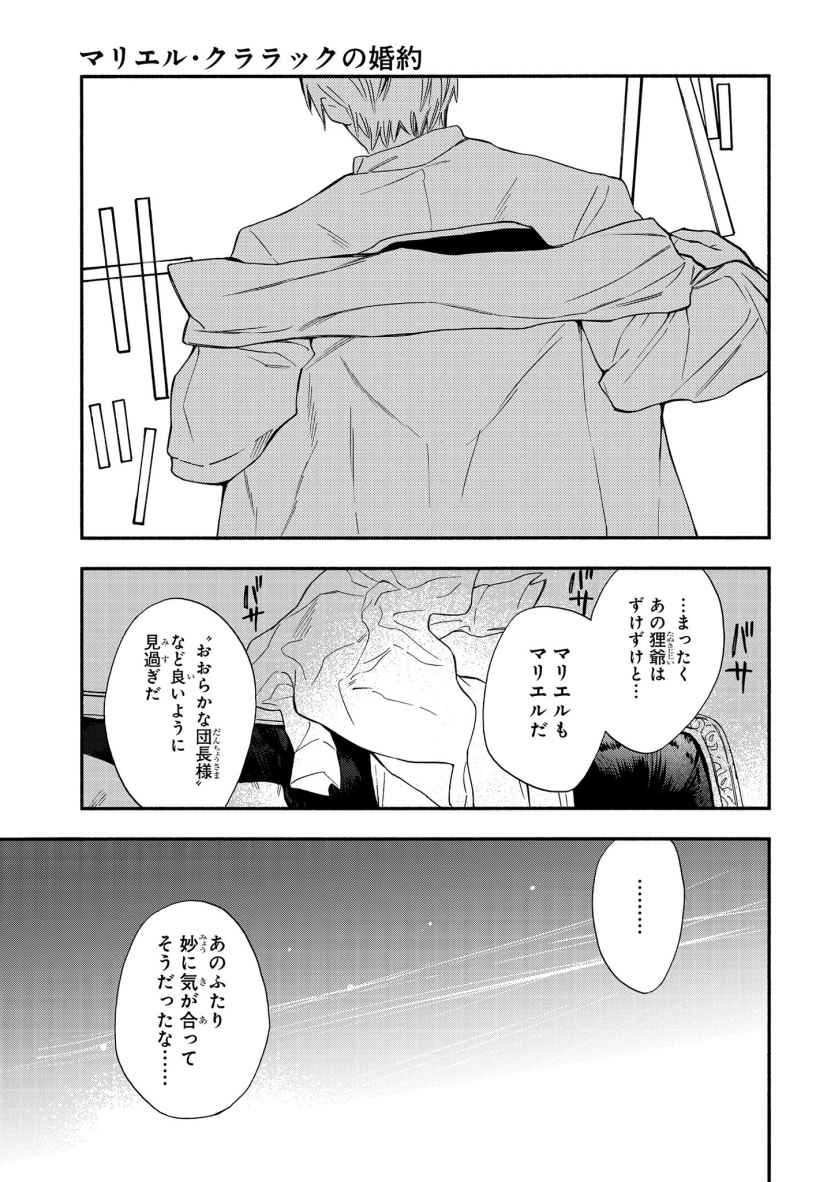 マリエル・クララックの婚約
…まったく
あの狸爺は
ずけずけと…
バサ
バサ
マリエルも
マリエルだ
バサ
〝おおらかな団長様〟
など良いように
見過ぎだ
………
あのふたり
妙に気が合って
そうだったな……